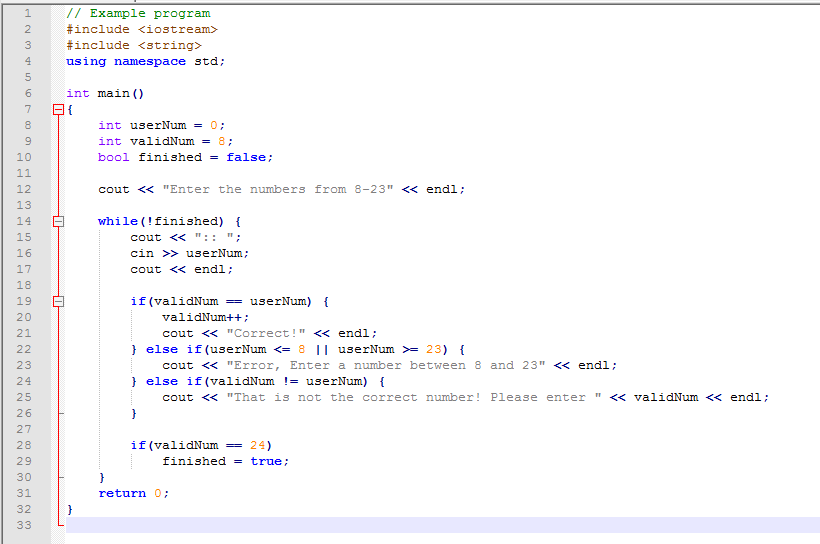 1 // Example program
2 #include <iostream>
3 #include <string>
4 using namespace std;
5
6 int main()
7 {
8     int userNum = 0;
9     int validNum = 8;
10     bool finished = false;
11
12     cout << "Enter the numbers from 8-23" << endl;
13
14     while(!finished) {
15         cout << ":: ";
16         cin >> userNum;
17         cout << endl;
18
19         if(validNum == userNum) {
20             validNum++;
21             cout << "Correct!" << endl;
22         } else if(userNum <= 8 || userNum >= 23) {
23             cout << "Error, Enter a number between 8 and 23" << endl;
24         } else if(validNum != userNum) {
25             cout << "That is not the correct number! Please enter " << validNum << endl;
26         }
27
28         if(validNum == 24)
29             finished = true;
30     }
31     return 0;
32 }
33